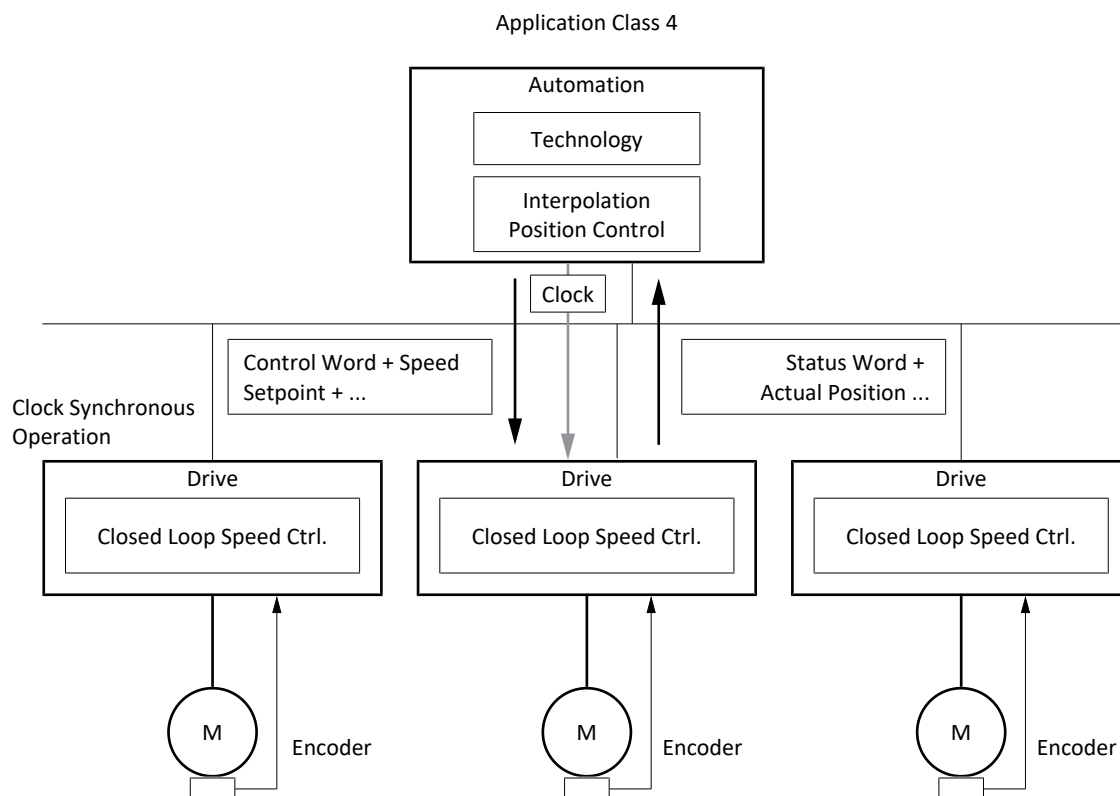 Application Class 4
Automation
Technology
Interpolation
Position Control
Clock
Control Word + Speed
Setpoint + ...
Status Word +
Actual Position ...
Clock Synchronous
Operation
Drive
Drive
Drive
Closed Loop Speed Ctrl.
Closed Loop Speed Ctrl.
Closed Loop Speed Ctrl.
M
M
M
Encoder
Encoder
Encoder